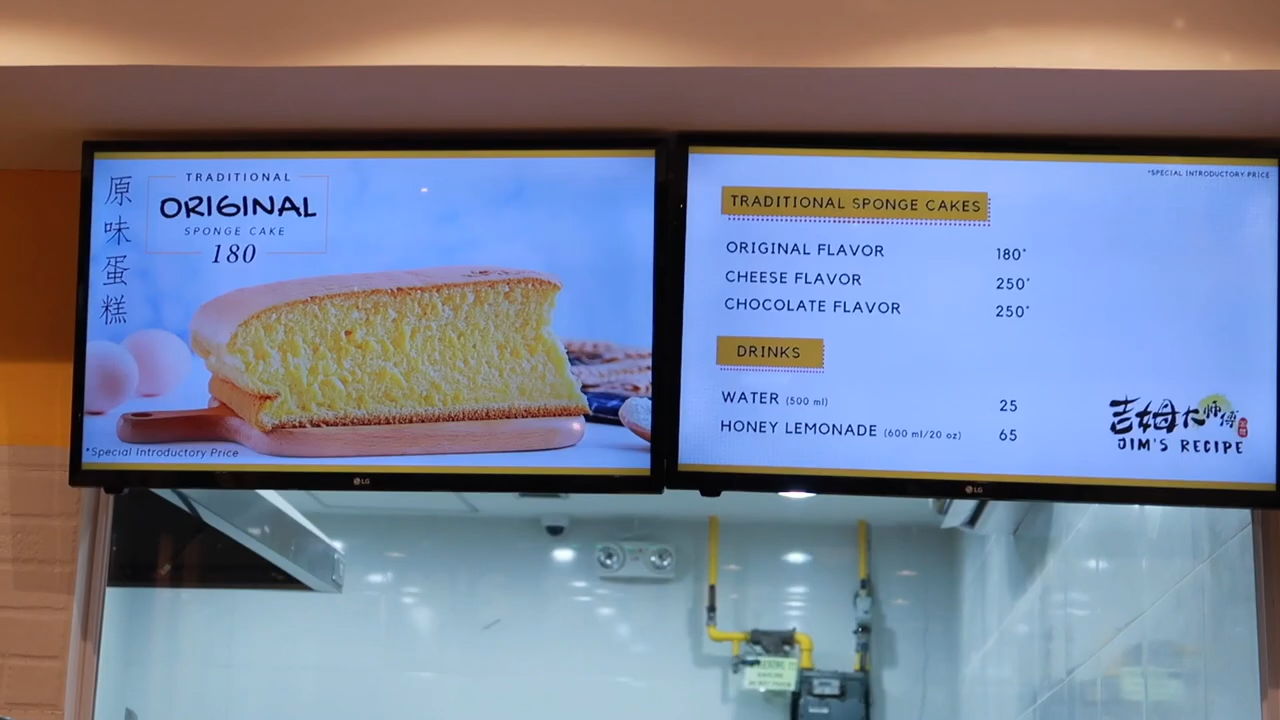 原味蛋糕
TRADITIONAL
ORIGINAL
SPONGE CAKE
180
*Special Introductory Price
LG
*SPECIAL INTRODUCTORY PRICE
TRADITIONAL SPONGE CAKES
ORIGINAL FLAVOR 180*
CHEESE FLAVOR 250*
CHOCOLATE FLAVOR 250*
DRINKS
WATER (500 ml) 25
HONEY LEMONADE (600 ml/20 oz) 65
吉姆大师傅
JIM'S RECIPE
LG